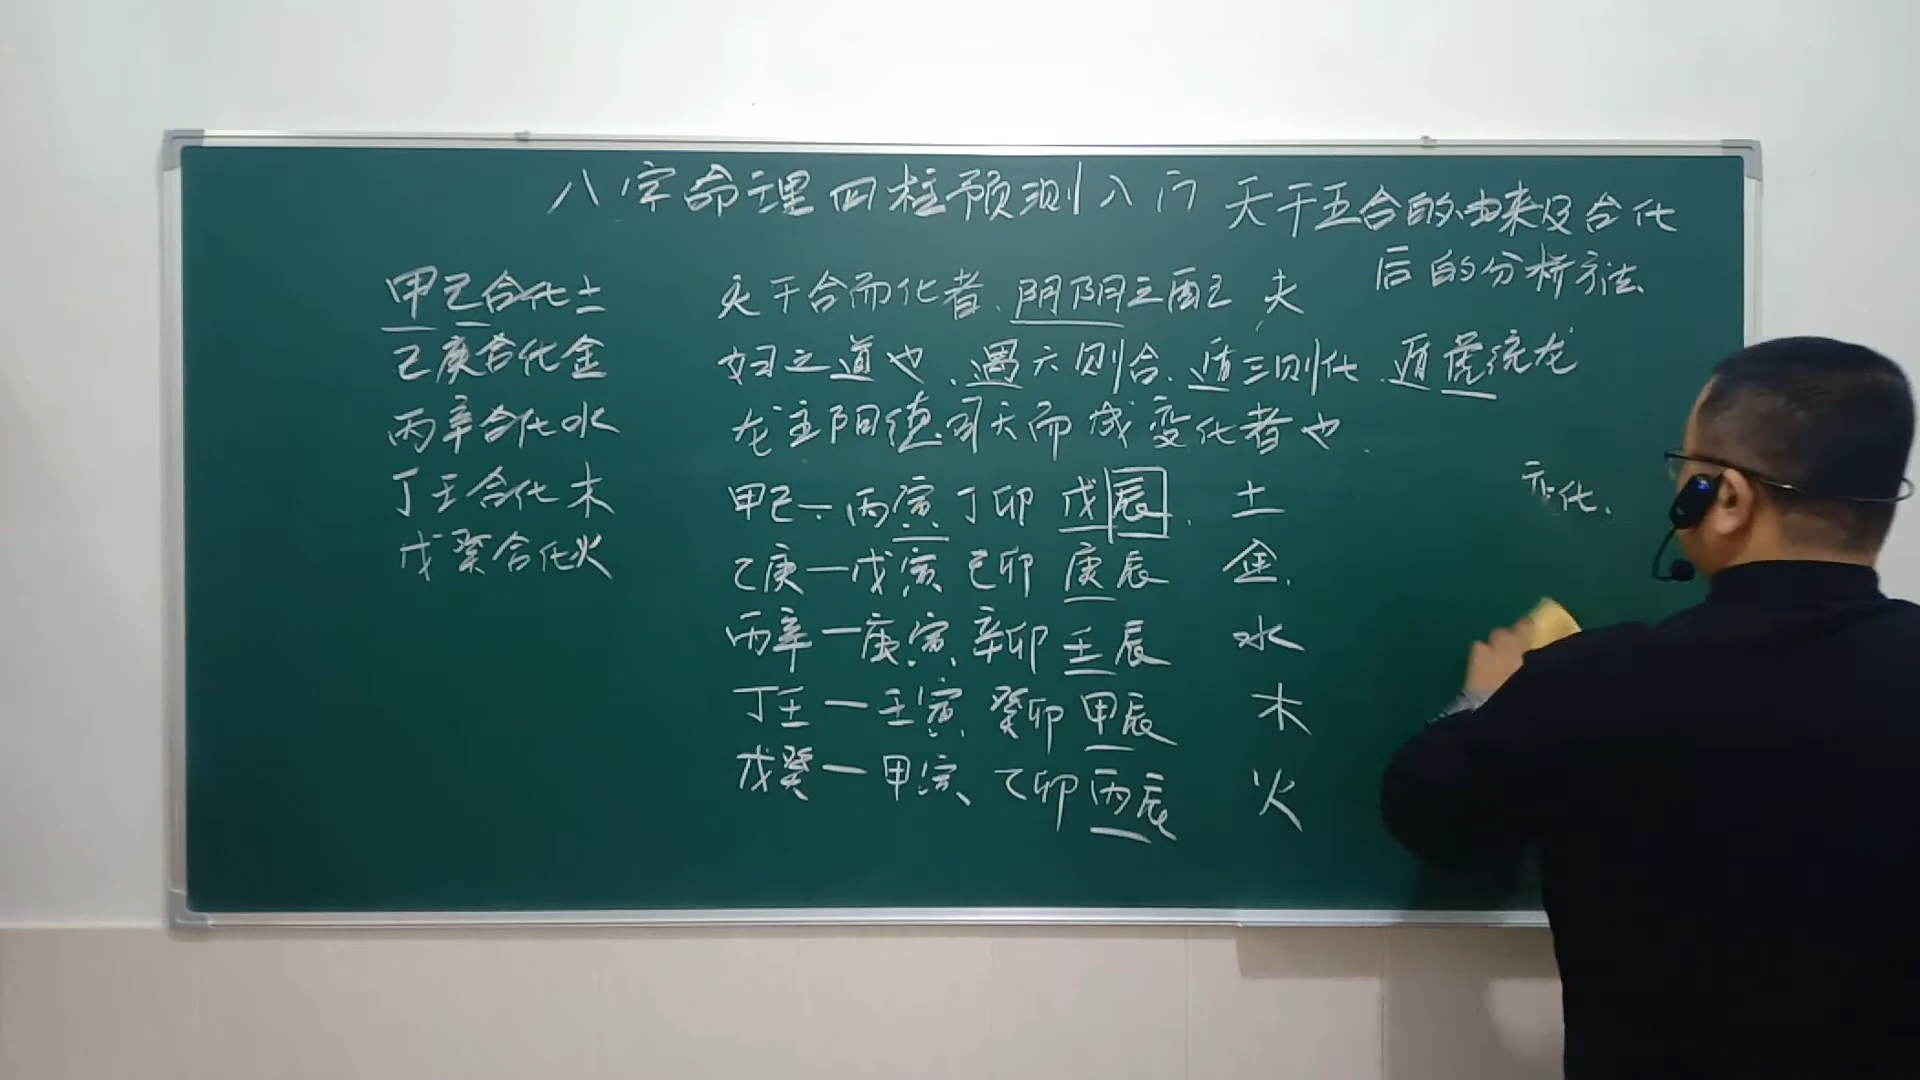 八字命理四柱预测入门 天干五合的由来及合化
后的分析方法
甲己合化土
乙庚合化金
丙辛合化水
丁壬合化木
戊癸合化火
天干合而化者、阴阳之配己 夫
妇之道也、遇六则合、遁三则化、遁虎统龙
龙主阳德司天而成变化者也.
甲己一丙寅 丁卯 戊辰. 土
乙庚一戊寅 己卯 庚辰 金.
丙辛一庚寅 辛卯 壬辰 水
丁壬一壬寅 癸卯 甲辰 木
戊癸一甲寅、乙卯 丙辰 火
化.